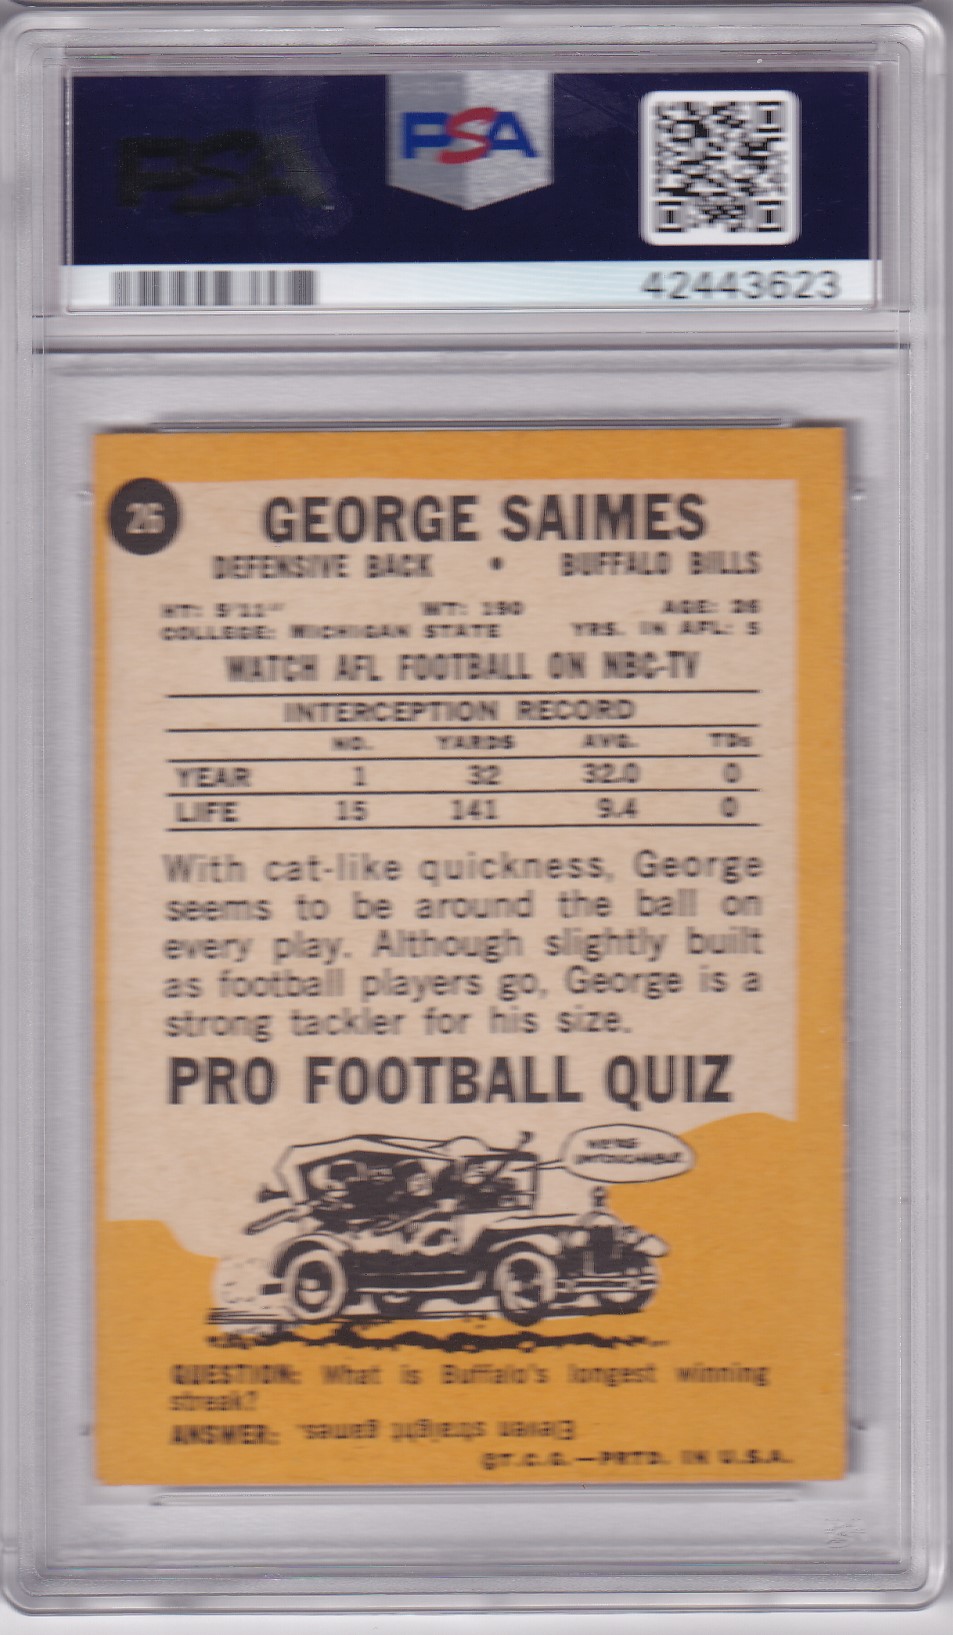 PSA
PSA
42443623
26
GEORGE SAIMES
DEFENSIVE BACK • BUFFALO BILLS
HT: 5'11" WT: 190 AGE: 26
COLLEGE: MICHIGAN STATE YRS. IN AFL: 5
WATCH AFL FOOTBALL ON NBC-TV
INTERCEPTION RECORD
NO. YARDS AVG. TDs
YEAR 1 32 32.0 0
LIFE 15 141 9.4 0
With cat-like quickness, George
seems to be around the ball on
every play. Although slightly built
as football players go, George is a
strong tackler for his size.
PRO FOOTBALL QUIZ
WE'RE
UNTOUCHABLE
QUESTION: What is Buffalo's longest winning
streak?
ANSWER: Eleven straight games.
©T.C.G.—PRTD. IN U.S.A.